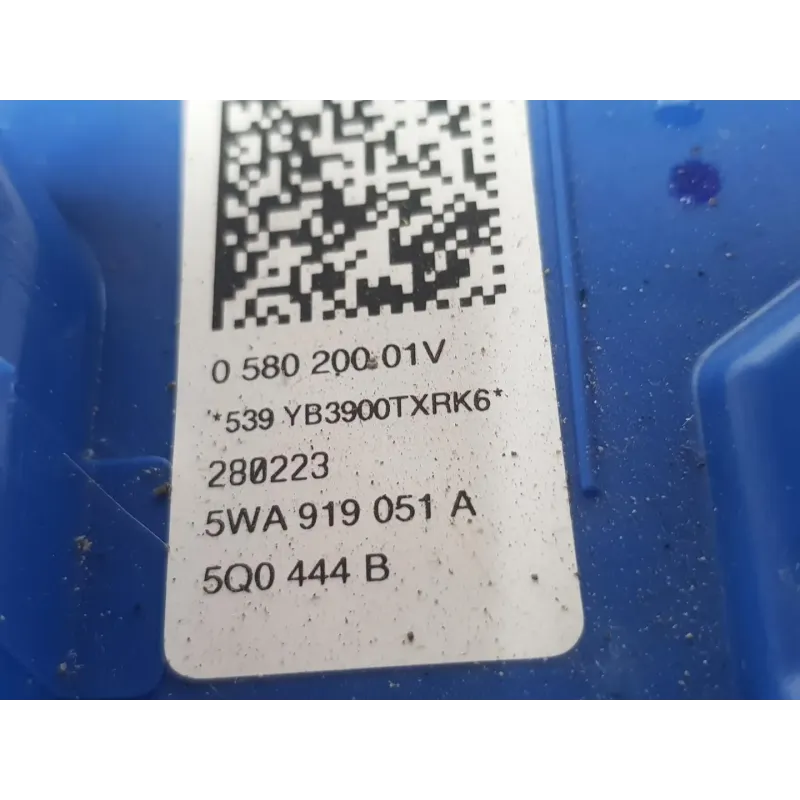 0 580 200 01V
*539 YB3900TXRK6*
280223
5WA 919 051 A
5Q0 444 B